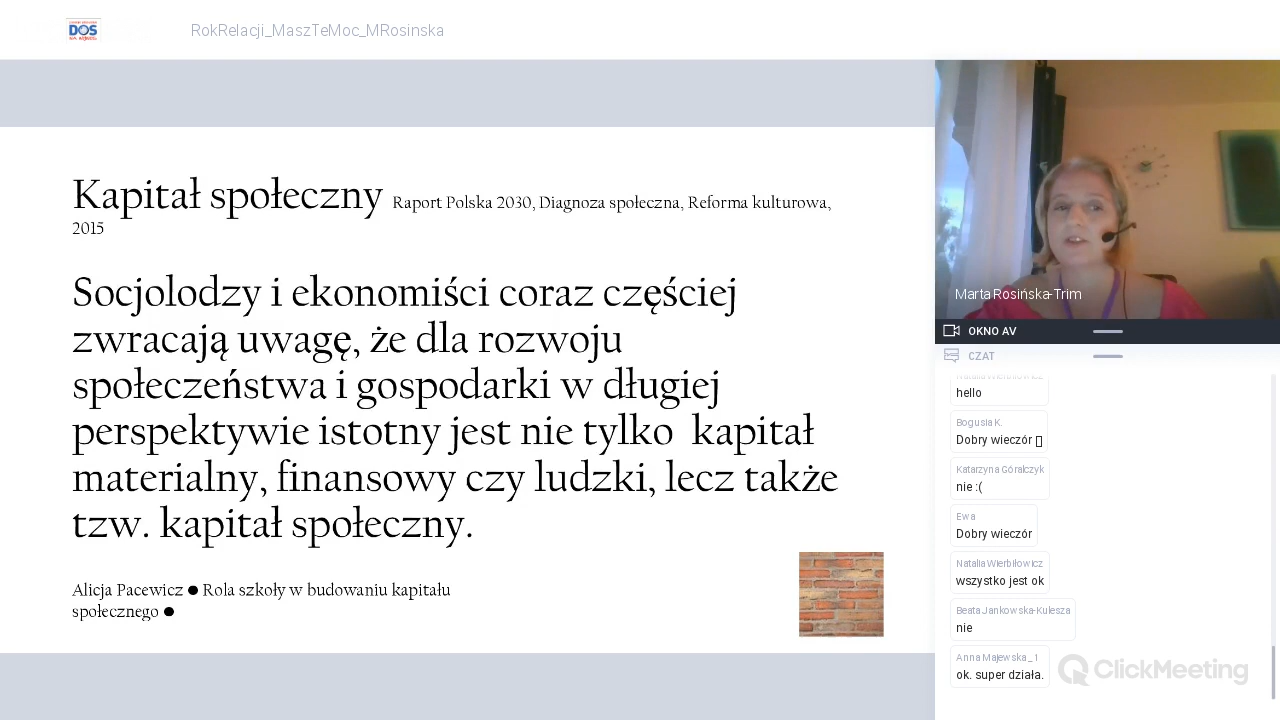 DOS
RokRelacji_MaszTeMoc_MRosinska
Kapitał społeczny Raport Polska 2030, Diagnoza społeczna, Reforma kulturowa,
2015
Socjolodzy i ekonomiści coraz częściej
zwracają uwagę, że dla rozwoju
społeczeństwa i gospodarki w długiej
perspektywie istotny jest nie tylko kapitał
materialny, finansowy czy ludzki, lecz także
tzw. kapitał społeczny.
Alicja Pacewicz ● Rola szkoły w budowaniu kapitału
społecznego ●
Marta Rosińska-Trim
OKNO AV
CZAT
hello
Bogusia K.
Dobry wieczór
Katarzyna Góralczyk
nie :(
Ewa
Dobry wieczór
Natalia Wierbiłowicz
wszystko jest ok
Beata Jankowska-Kulesza
nie
Anna Majewska_1
ok. super działa.
ClickMeeting